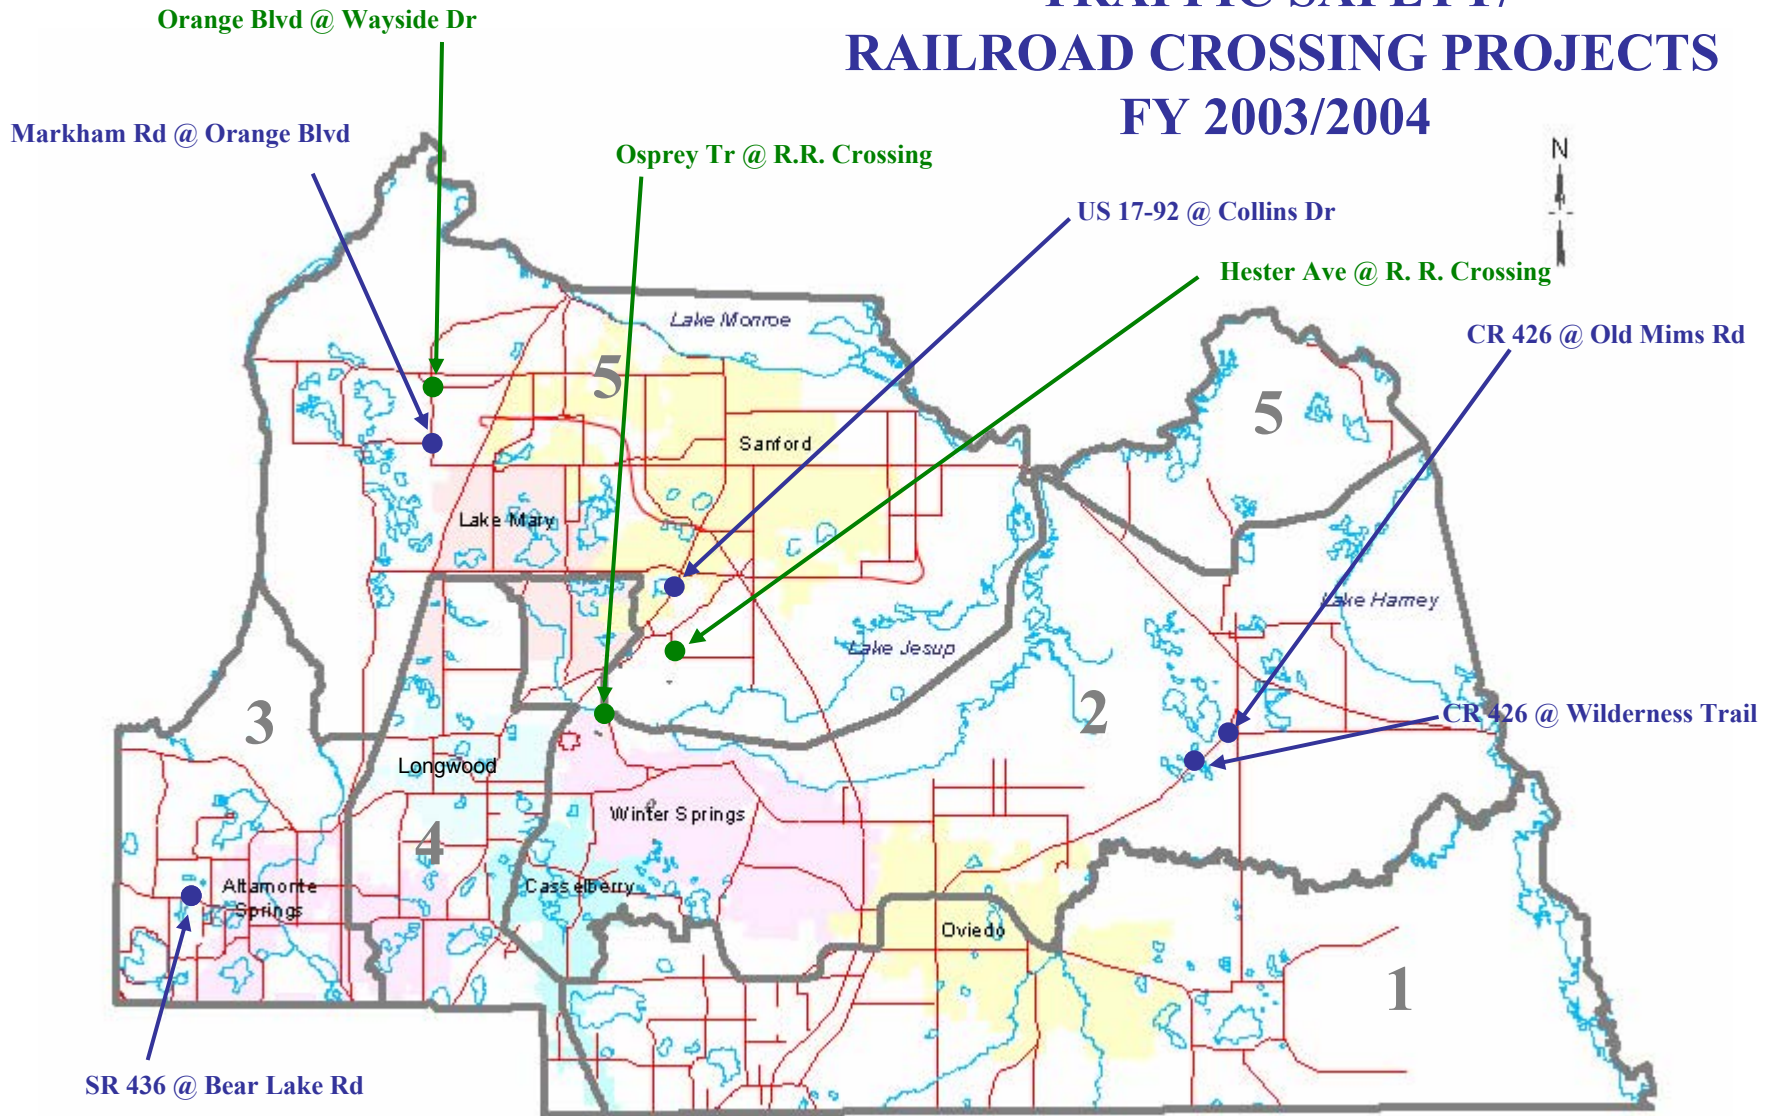 TRAFFIC SAFETY/
RAILROAD CROSSING PROJECTS
FY 2003/2004
Orange Blvd @ Wayside Dr
Markham Rd @ Orange Blvd
Osprey Tr @ R.R. Crossing
N
US 17-92 @ Collins Dr
Hester Ave @ R. R. Crossing
Lake Monroe
CR 426 @ Old Mims Rd
5
5
Sanford
Lake Mary
Lake Harney
Lake Jesup
3
2
CR 426 @ Wilderness Trail
Longwood
Winter Springs
4
Altamonte
Springs
Casselberry
Oviedo
1
SR 436 @ Bear Lake Rd